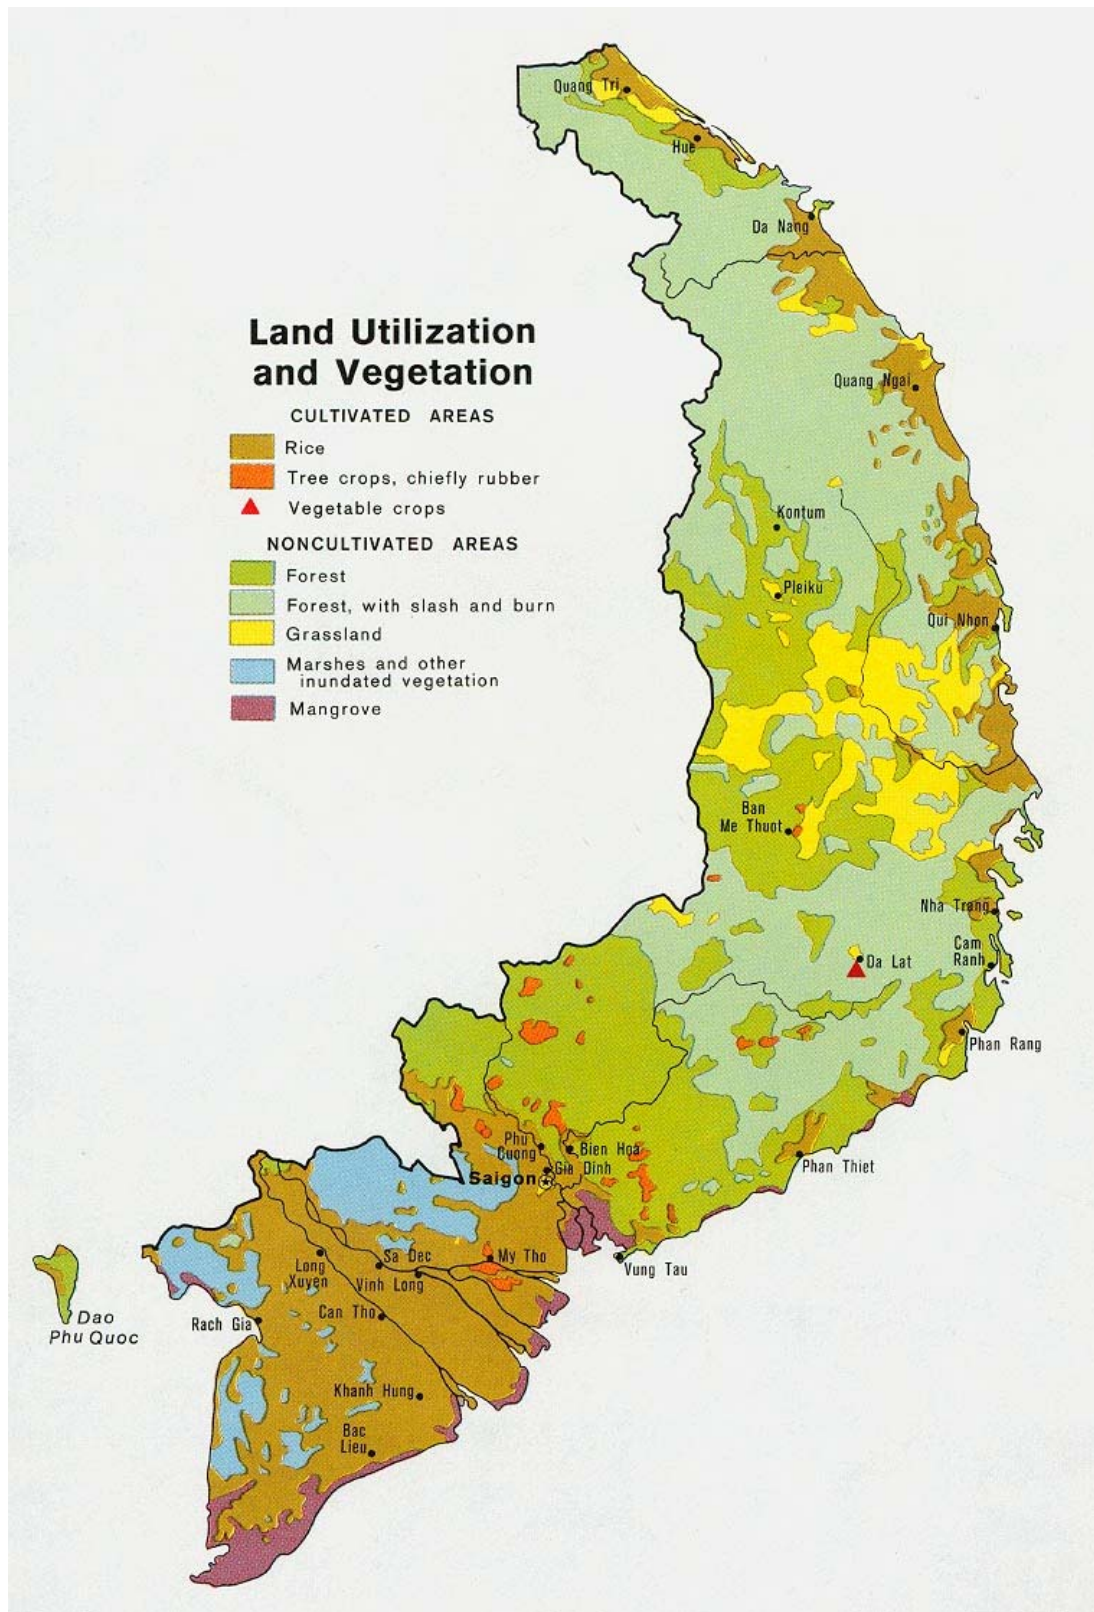 Quang Tri
Hue
Da Nang
Land Utilization
and Vegetation
CULTIVATED AREAS
Rice
Tree crops, chiefly rubber
Vegetable crops
NONCULTIVATED AREAS
Forest
Forest, with slash and burn
Grassland
Marshes and other
inundated vegetation
Mangrove
Quang Ngai
Kontum
Pleiku
Qui Nhon
Ban
Me Thuot
Nha Trang
Cam
Ranh
Da Lat
Phan Rang
Phu
Cuong
Bien Hoa
Gia Dinh
Saigon
Phan Thiet
Sa Dec
My Tho
Long
Xuyen
Vinh Long
Vung Tau
Can Tho
Rach Gia
Dao
Phu Quoc
Khanh Hung
Bac
Lieu